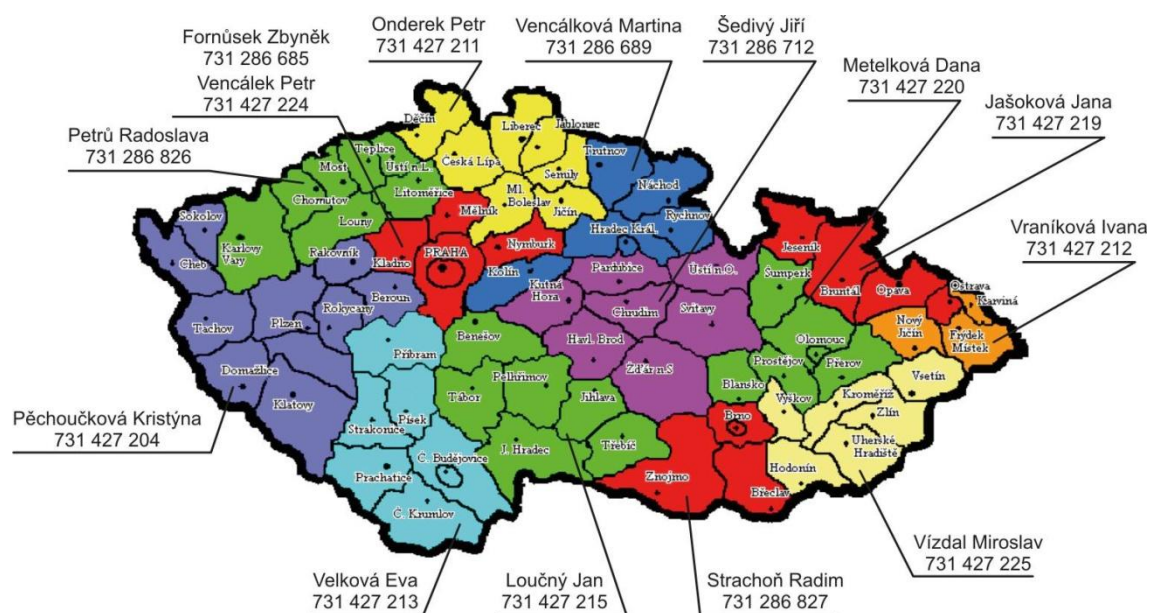 Onderek Petr
731 427 211
Vencálková Martina
731 286 689
Šedivý Jiří
731 286 712
Fornůsek Zbyněk
731 286 685
Vencálek Petr
731 427 224
Metelková Dana
731 427 220
Jašoková Jana
731 427 219
Petrů Radoslava
731 286 826
Vraníková Ivana
731 427 212
Děčín
Liberec
Jablonec
Teplice
Ústí n L.
Česká Lípa
Semily
Trutnov
Most
Chomutov
Litoměřice
Ml.
Boleslav
Jičín
Náchod
Sokolov
Louny
Mělník
Rychnov
Hradec Král.
Karlovy
Vary
Cheb
Rakovník
Kladno
PRAHA
Nymburk
Kolín
Kutná
Hora
Pardubice
Ústí n.O.
Jeseník
Šumperk
Bruntál
Opava
Ostrava
Karviná
Tachov
Plzen
Rokycany
Beroun
Chrudim
Svitavy
Nový
Jičín
Frýdek
Místek
Benešov
Příbram
Havl. Brod
Olomouc
Domažlice
Klatovy
Tábor
Pelhřimov
Jihlava
Žďár n.S
Blansko
Prostějov
Přerov
Vsetín
Strakonice
Písek
Vyškov
Kroměříž
Zlín
Č. Budějovice
J. Hradec
Třebíč
Brno
Uherské
Hradiště
Prachatice
Znojmo
Hodonín
Č. Krumlov
Břeclav
Pěchoučková Kristýna
731 427 204
Vízdal Miroslav
731 427 225
Velková Eva
731 427 213
Loučný Jan
731 427 215
Strachoň Radim
731 286 827